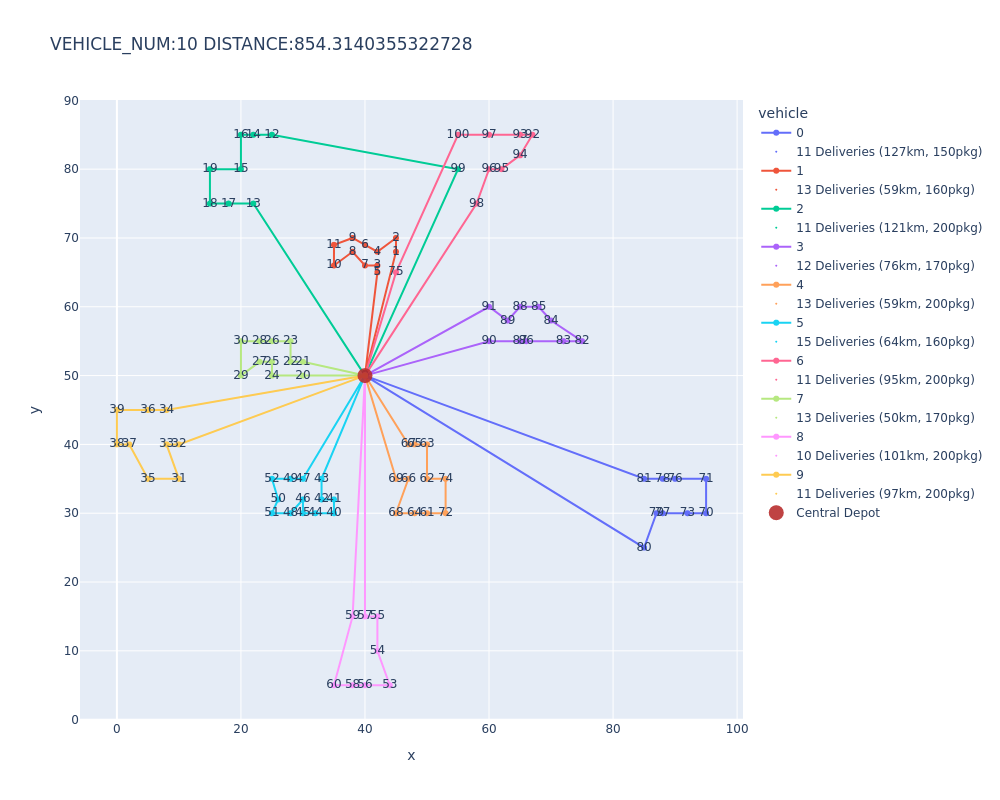 VEHICLE_NUM:10 DISTANCE:854.3140355322728
90
80
70
60
50
40
30
20
10
0
y
0 20 40 60 80 100
x
16 14 12
100 97 93 92
94
19 15 99 96 95
18 17 13 98
11 9 6 2
8 4 1
10 7 3
5 75
91 88 85
89 84
30 28 26 23 90 87 86 83 82
27 25 22 21
29 24 20
39 36 34
38 37 33 32 67 65 63
35 31 52 49 47 43 69 66 62 74 81 78 76 71
50 46 42 41
51 48 45 44 40 68 64 61 72 79 77 73 70
80
59 57 55
54
60 58 56 53
vehicle
0
11 Deliveries (127km, 150pkg)
1
13 Deliveries (59km, 160pkg)
2
11 Deliveries (121km, 200pkg)
3
12 Deliveries (76km, 170pkg)
4
13 Deliveries (59km, 200pkg)
5
15 Deliveries (64km, 160pkg)
6
11 Deliveries (95km, 200pkg)
7
13 Deliveries (50km, 170pkg)
8
10 Deliveries (101km, 200pkg)
9
11 Deliveries (97km, 200pkg)
Central Depot